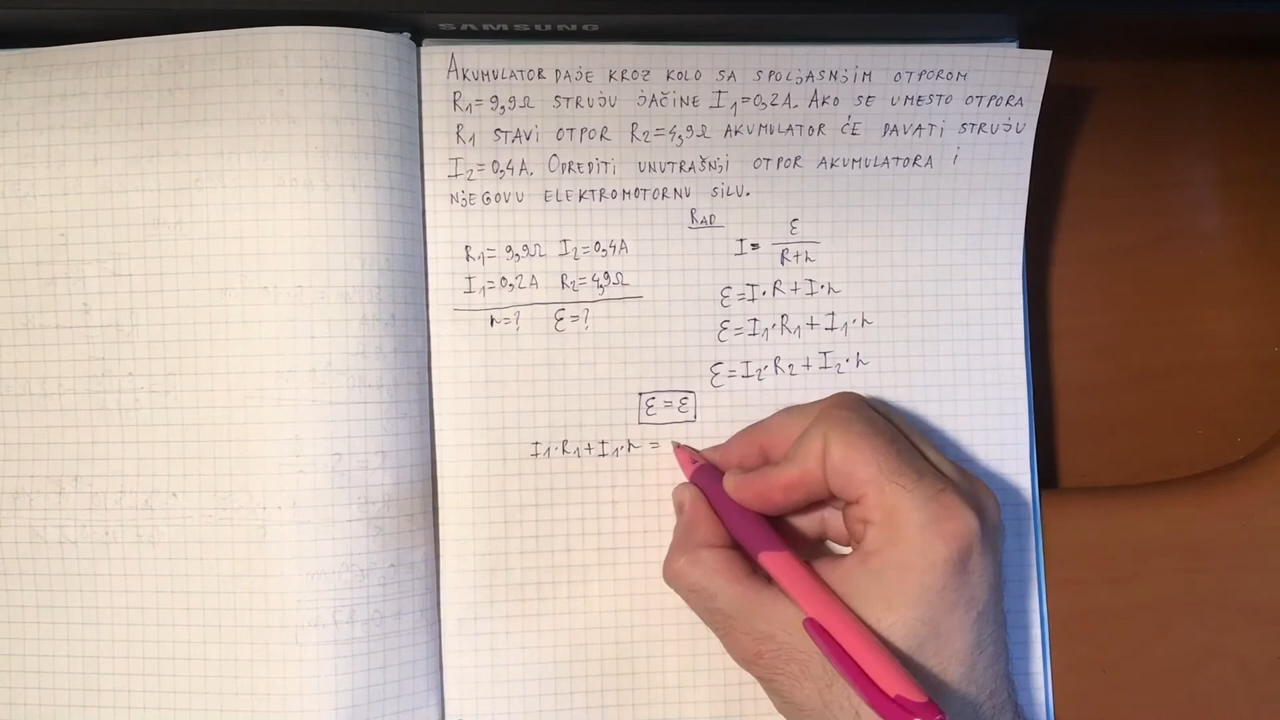 SAMSUNG
AKUMULATOR DAJE KROZ KOLO SA SPOLJAŠNJIM OTPOROM
R₁=9,9Ω STRUJU JAČINE I₁=0,2A. AKO SE UMESTO OTPORA
R₁ STAVI OTPOR R₂=4,9Ω AKUMULATOR ĆE DAVATI STRUJU
I₂=0,4A. ODREDITI UNUTRAŠNJI OTPOR AKUMULATORA I
NJEGOVU ELEKTROMOTORNU SILU.
RAD
R₁=9,9Ω I₂=0,4A
I₁=0,2A R₂=4,9Ω
r=? ε=?
I=ε/(R+r)
ε=I·R+I·r
ε=I₁·R₁+I₁·r
ε=I₂·R₂+I₂·r
ε=ε
I₁·R₁+I₁·r=